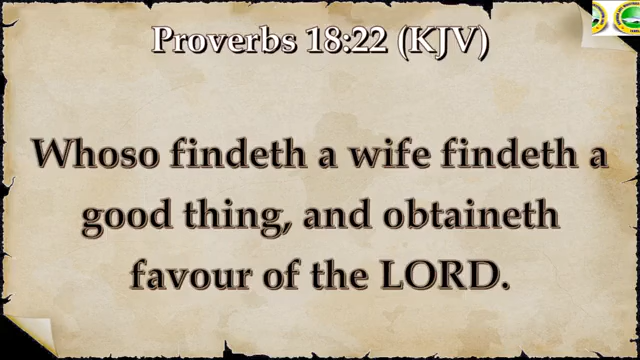 Proverbs 18:22 (KJV)
Whoso findeth a wife findeth a
good thing, and obtaineth
favour of the LORD.